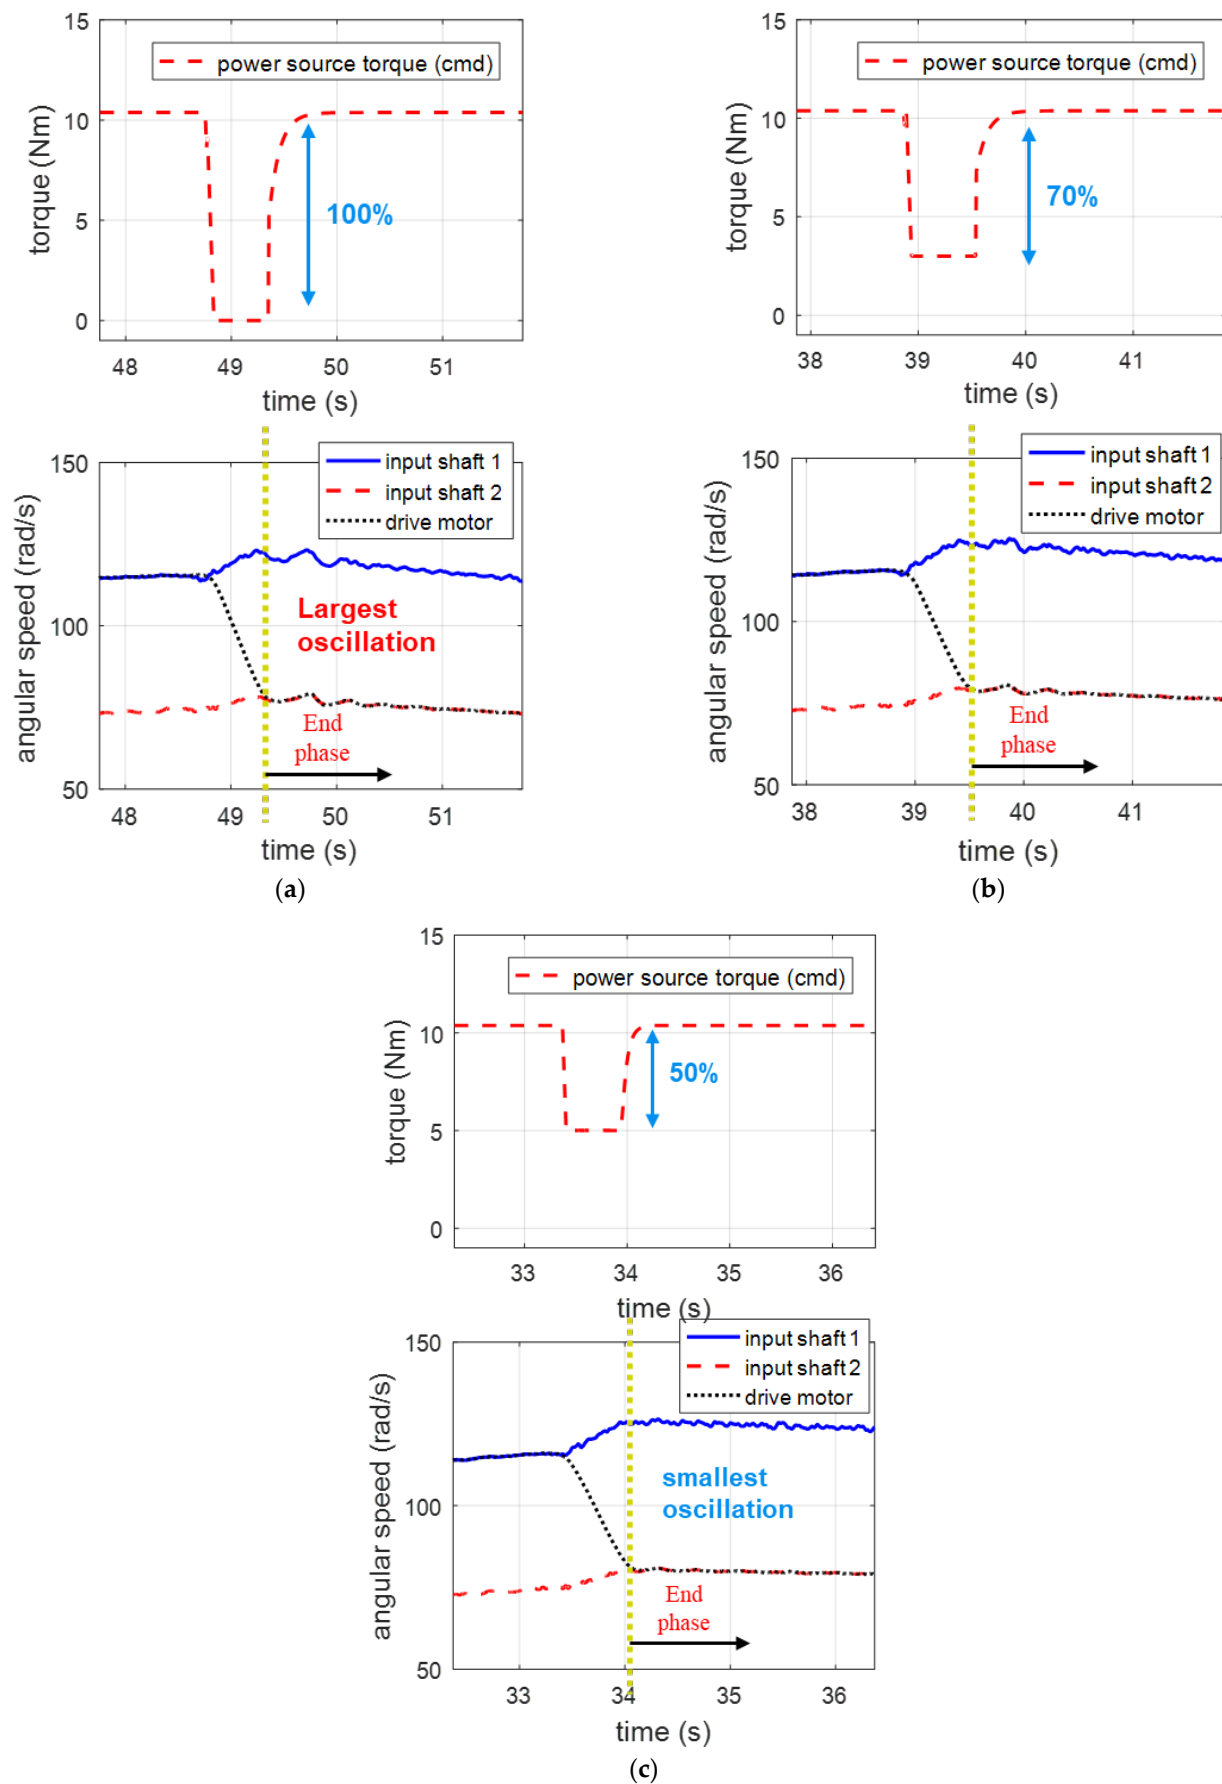 15
10
5
0
torque (Nm)
power source torque (cmd)
100%
48 49 50 51
time (s)
15
10
5
0
torque (Nm)
power source torque (cmd)
70%
38 39 40 41
time (s)
150
100
50
angular speed (rad/s)
input shaft 1
input shaft 2
drive motor
Largest
oscillation
End
phase
48 49 50 51
time (s)
(a)
150
100
50
angular speed (rad/s)
input shaft 1
input shaft 2
drive motor
End
phase
38 39 40 41
time (s)
(b)
15
10
5
0
torque (Nm)
power source torque (cmd)
50%
33 34 35 36
time (s)
150
100
50
angular speed (rad/s)
input shaft 1
input shaft 2
drive motor
smallest
oscillation
End
phase
33 34 35 36
time (s)
(c)